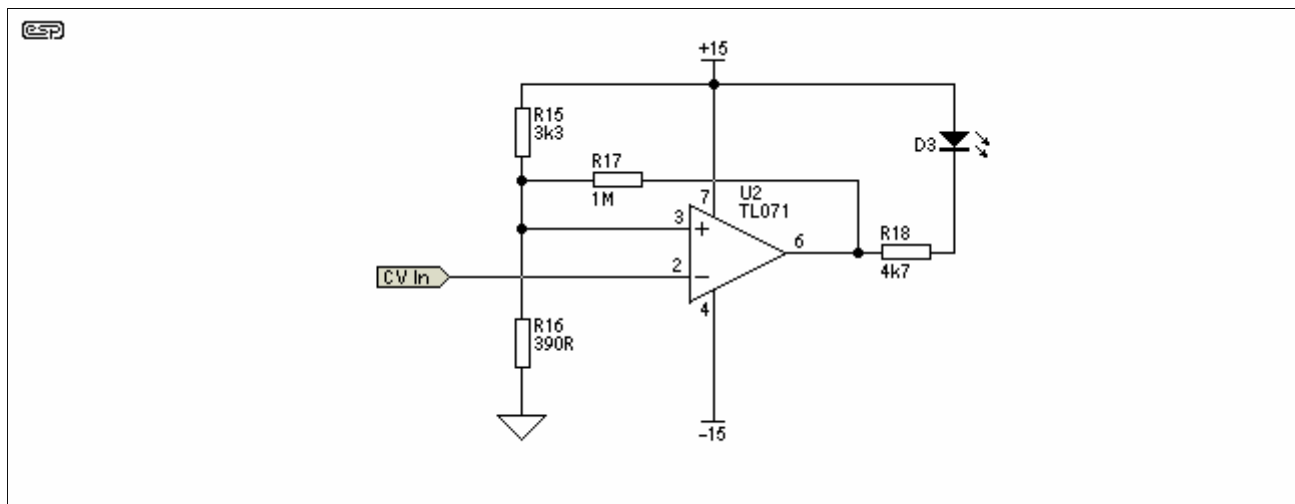 esp
+15
R15
3k3
R17
1M
D3
7
U2
TL071
3
+
6
R18
4k7
CV In
2
−
4
R16
390R
-15